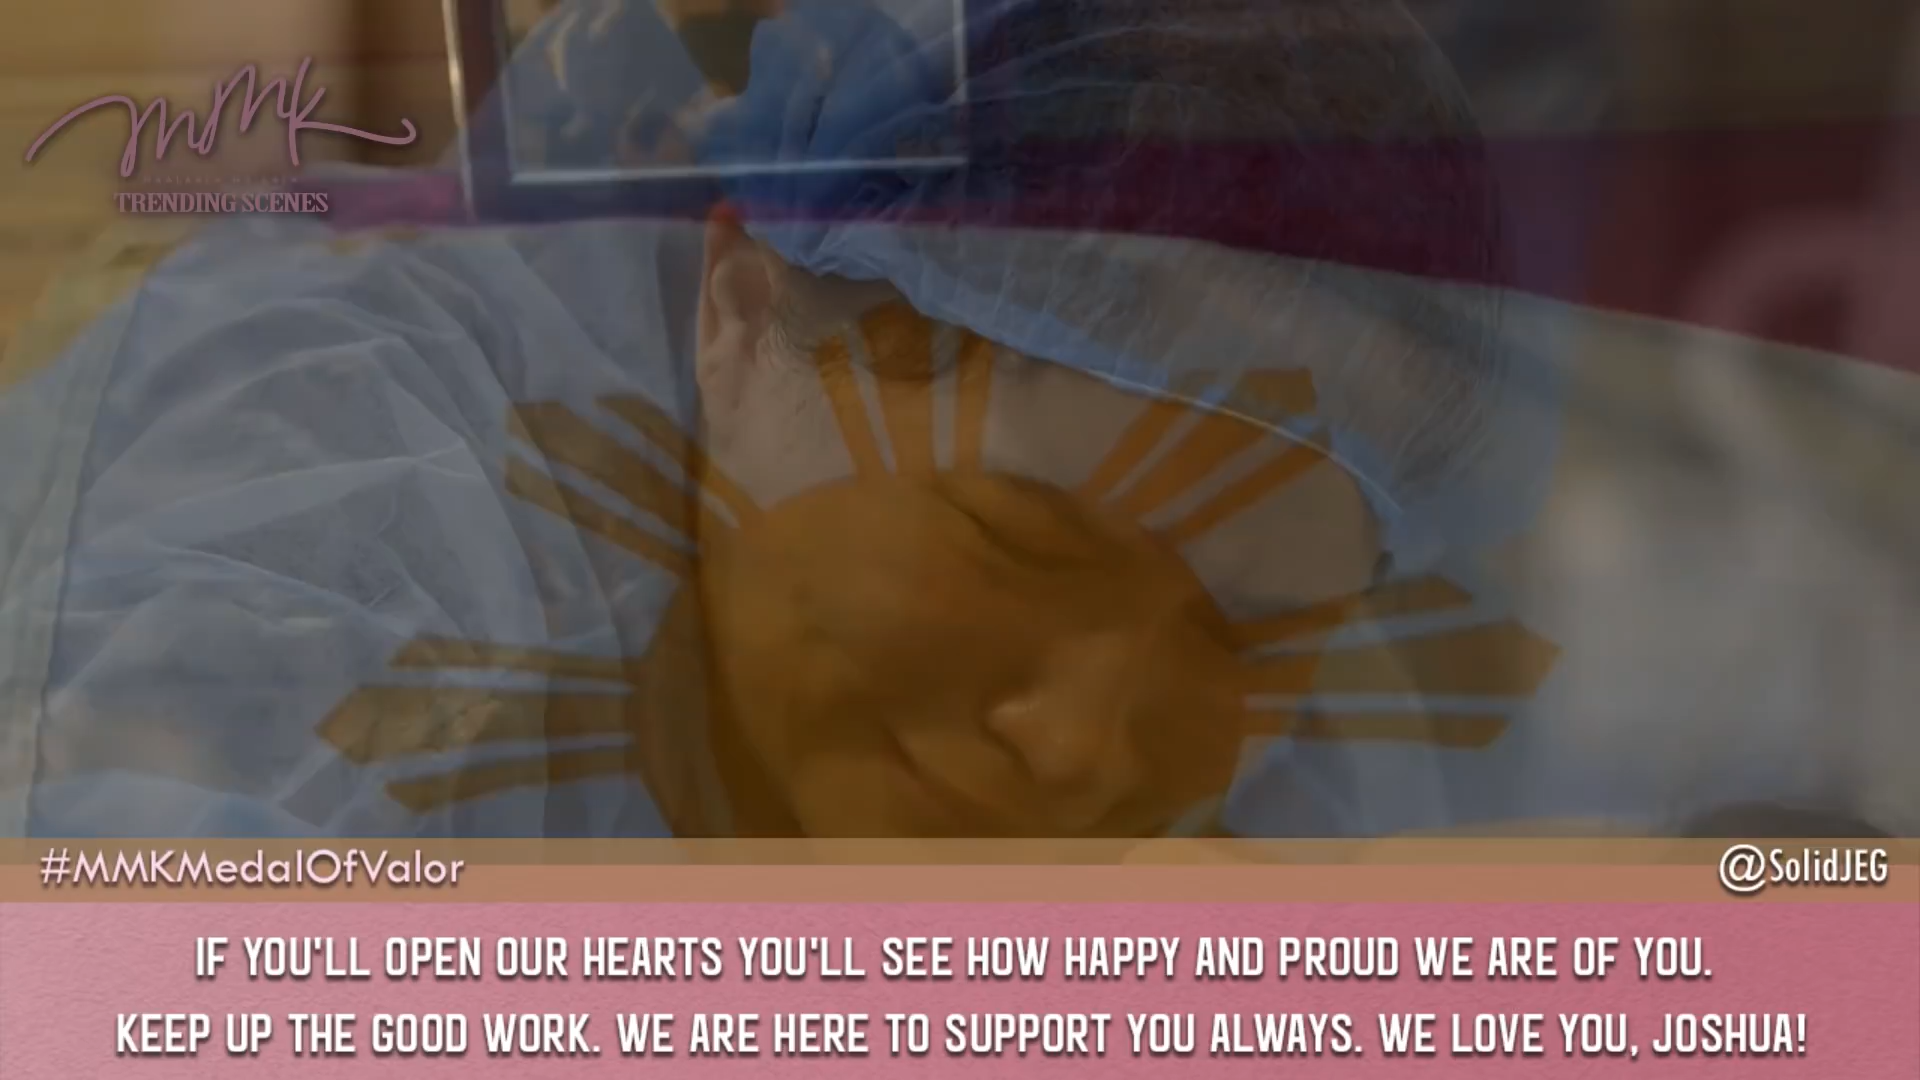 mmk
TRENDING SCENES
#MMKMedalOfValor
@SolidJEG
IF YOU'LL OPEN OUR HEARTS YOU'LL SEE HOW HAPPY AND PROUD WE ARE OF YOU.
KEEP UP THE GOOD WORK. WE ARE HERE TO SUPPORT YOU ALWAYS. WE LOVE YOU, JOSHUA!